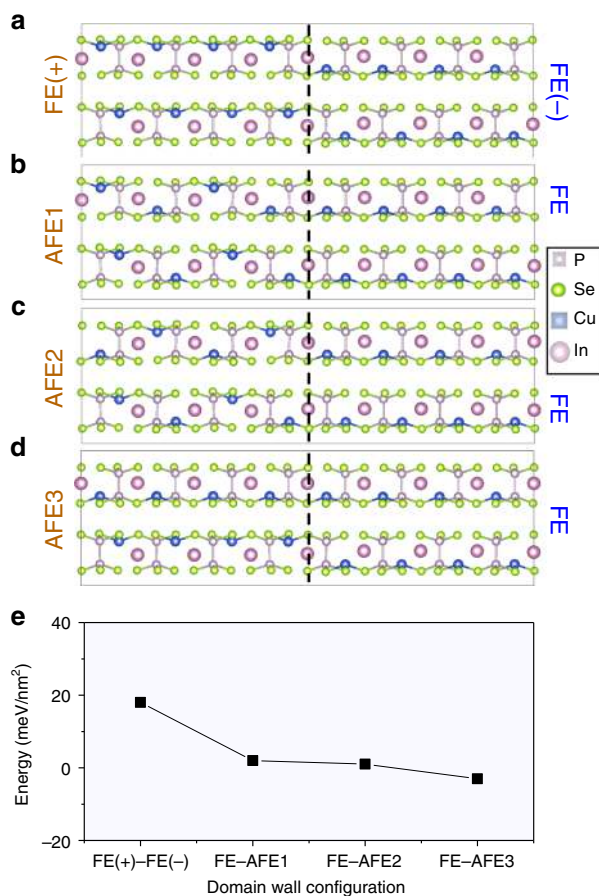 a
FE(+)
FE(−)
b
AFE1
FE
P
Se
Cu
In
c
AFE2
FE
d
AFE3
FE
e
40
20
0
−20
Energy (meV/nm²)
FE(+)–FE(−) FE–AFE1 FE–AFE2 FE–AFE3
Domain wall configuration